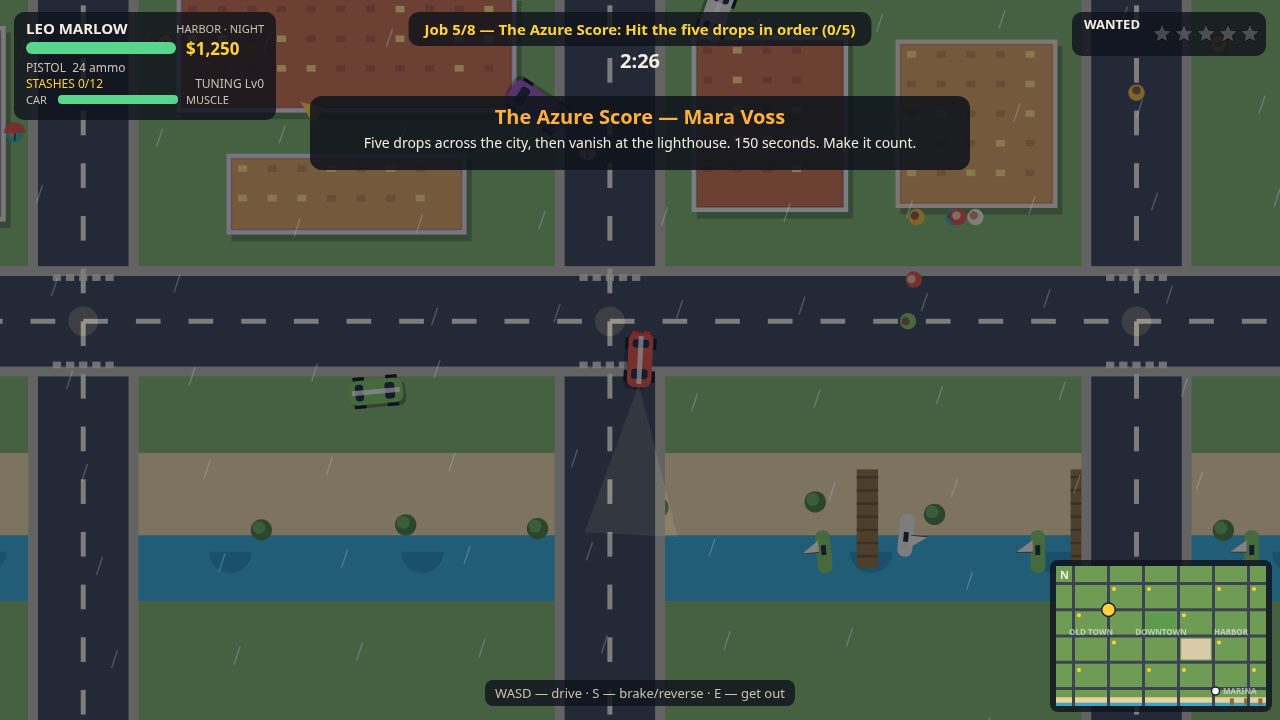 LEO MARLOW
HARBOR · NIGHT
$1,250
PISTOL 24 ammo
STASHES 0/12
TUNING Lv0
CAR
MUSCLE
Job 5/8 — The Azure Score: Hit the five drops in order (0/5)
2:26
WANTED
The Azure Score — Mara Voss
Five drops across the city, then vanish at the lighthouse. 150 seconds. Make it count.
N
OLD TOWN
DOWNTOWN
HARBOR
MARINA
WASD — drive · S — brake/reverse · E — get out